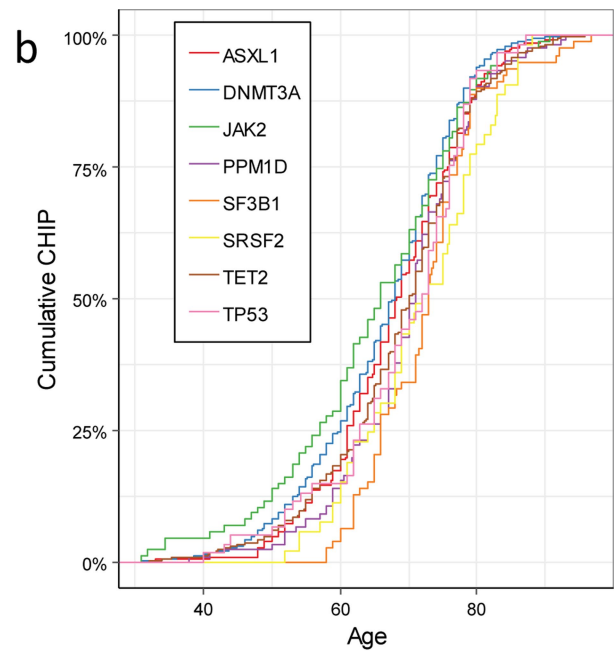 b
100%
75%
50%
25%
0%
Cumulative CHIP
ASXL1
DNMT3A
JAK2
PPM1D
SF3B1
SRSF2
TET2
TP53
40 60 80
Age